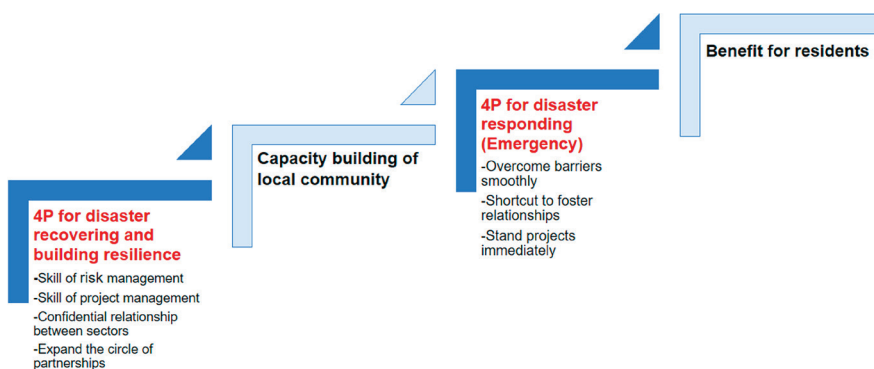 4P for disaster
recovering and
building resilience
-Skill of risk management
-Skill of project management
-Confidential relationship
between sectors
-Expand the circle of
partnerships
Capacity building of
local community
4P for disaster
responding
(Emergency)
-Overcome barriers
smoothly
-Shortcut to foster
relationships
-Stand projects
immediately
Benefit for residents